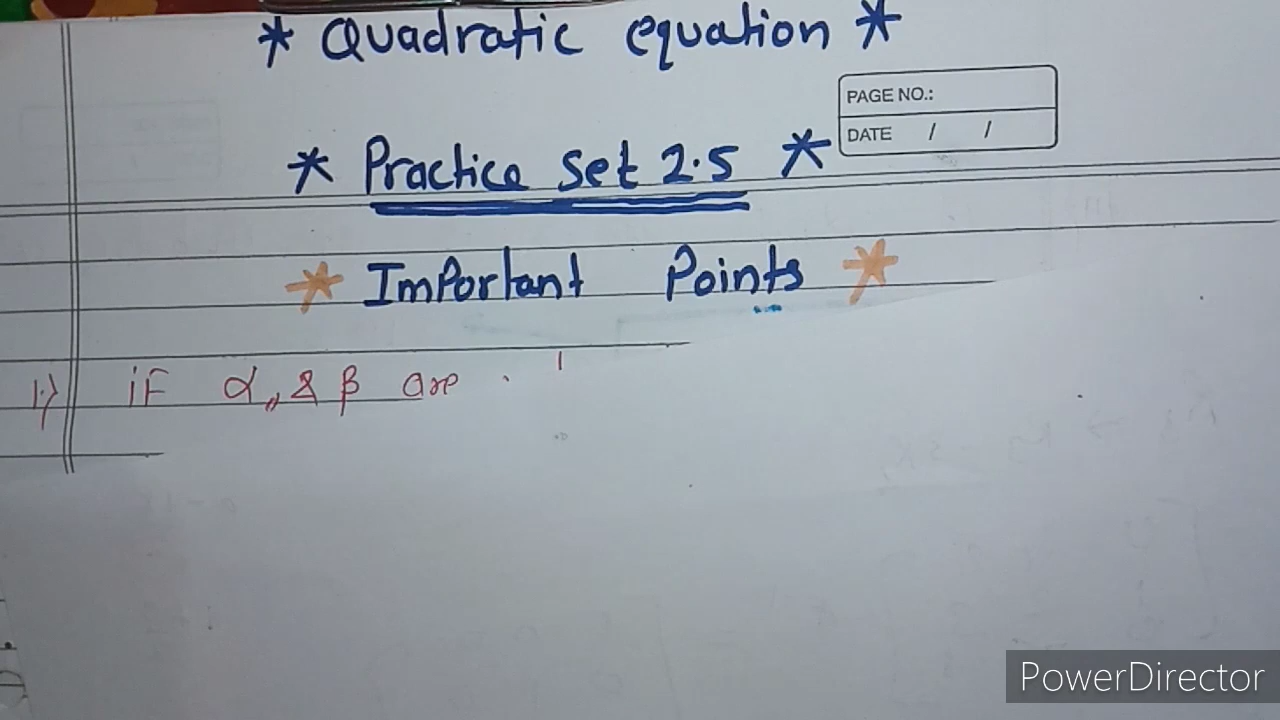 * Quadratic equation *
PAGE NO.:
DATE / /
* Practice set 2.5 *
* Important Points *
1) if α,, & β are
PowerDirector